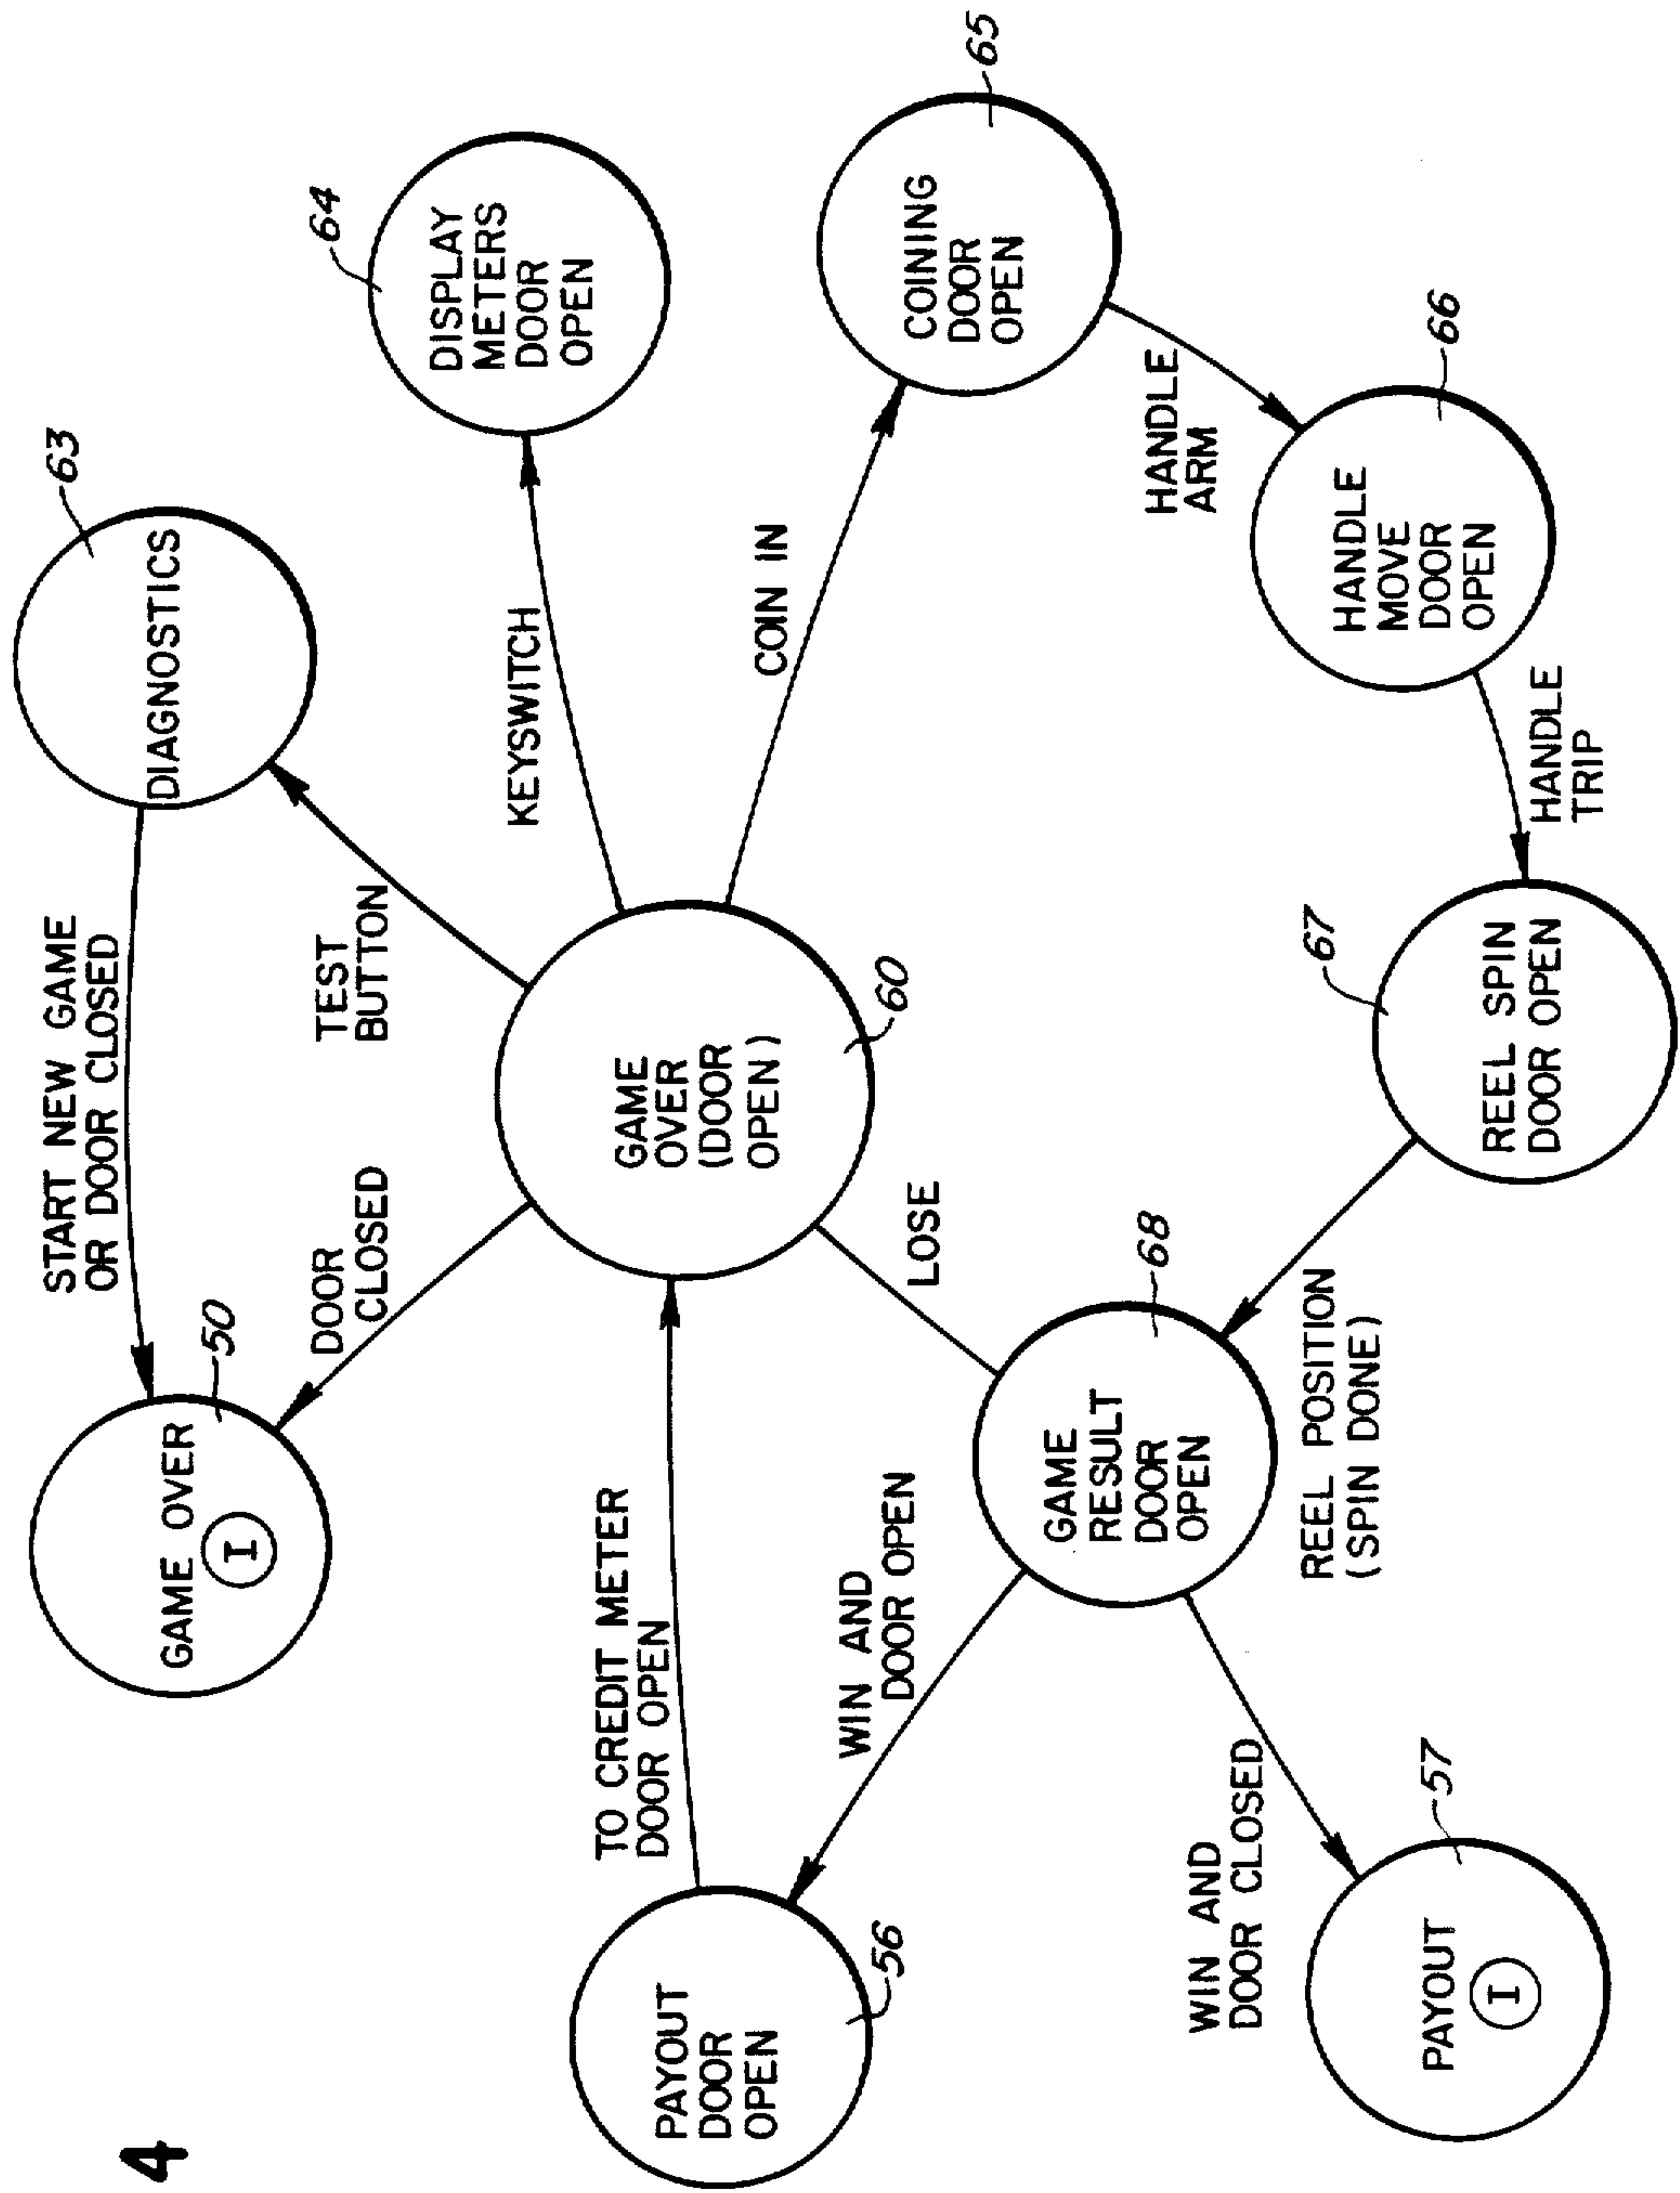 4
GAME OVER
I
50
START NEW GAME
OR DOOR CLOSED
DIAGNOSTICS
63
DOOR
CLOSED
TEST
BUTTON
KEYSWITCH
DISPLAY
METERS
DOOR
OPEN
64
PAYOUT
DOOR
OPEN
56
TO CREDIT METER
DOOR OPEN
GAME
OVER
(DOOR
OPEN)
60
COIN IN
COINING
DOOR
OPEN
65
WIN AND
DOOR OPEN
LOSE
GAME
RESULT
DOOR
OPEN
68
HANDLE
ARM
HANDLE
MOVE
DOOR
OPEN
66
WIN AND
DOOR CLOSED
PAYOUT
I
57
REEL POSITION
(SPIN DONE)
REEL SPIN
DOOR OPEN
67
HANDLE
TRIP